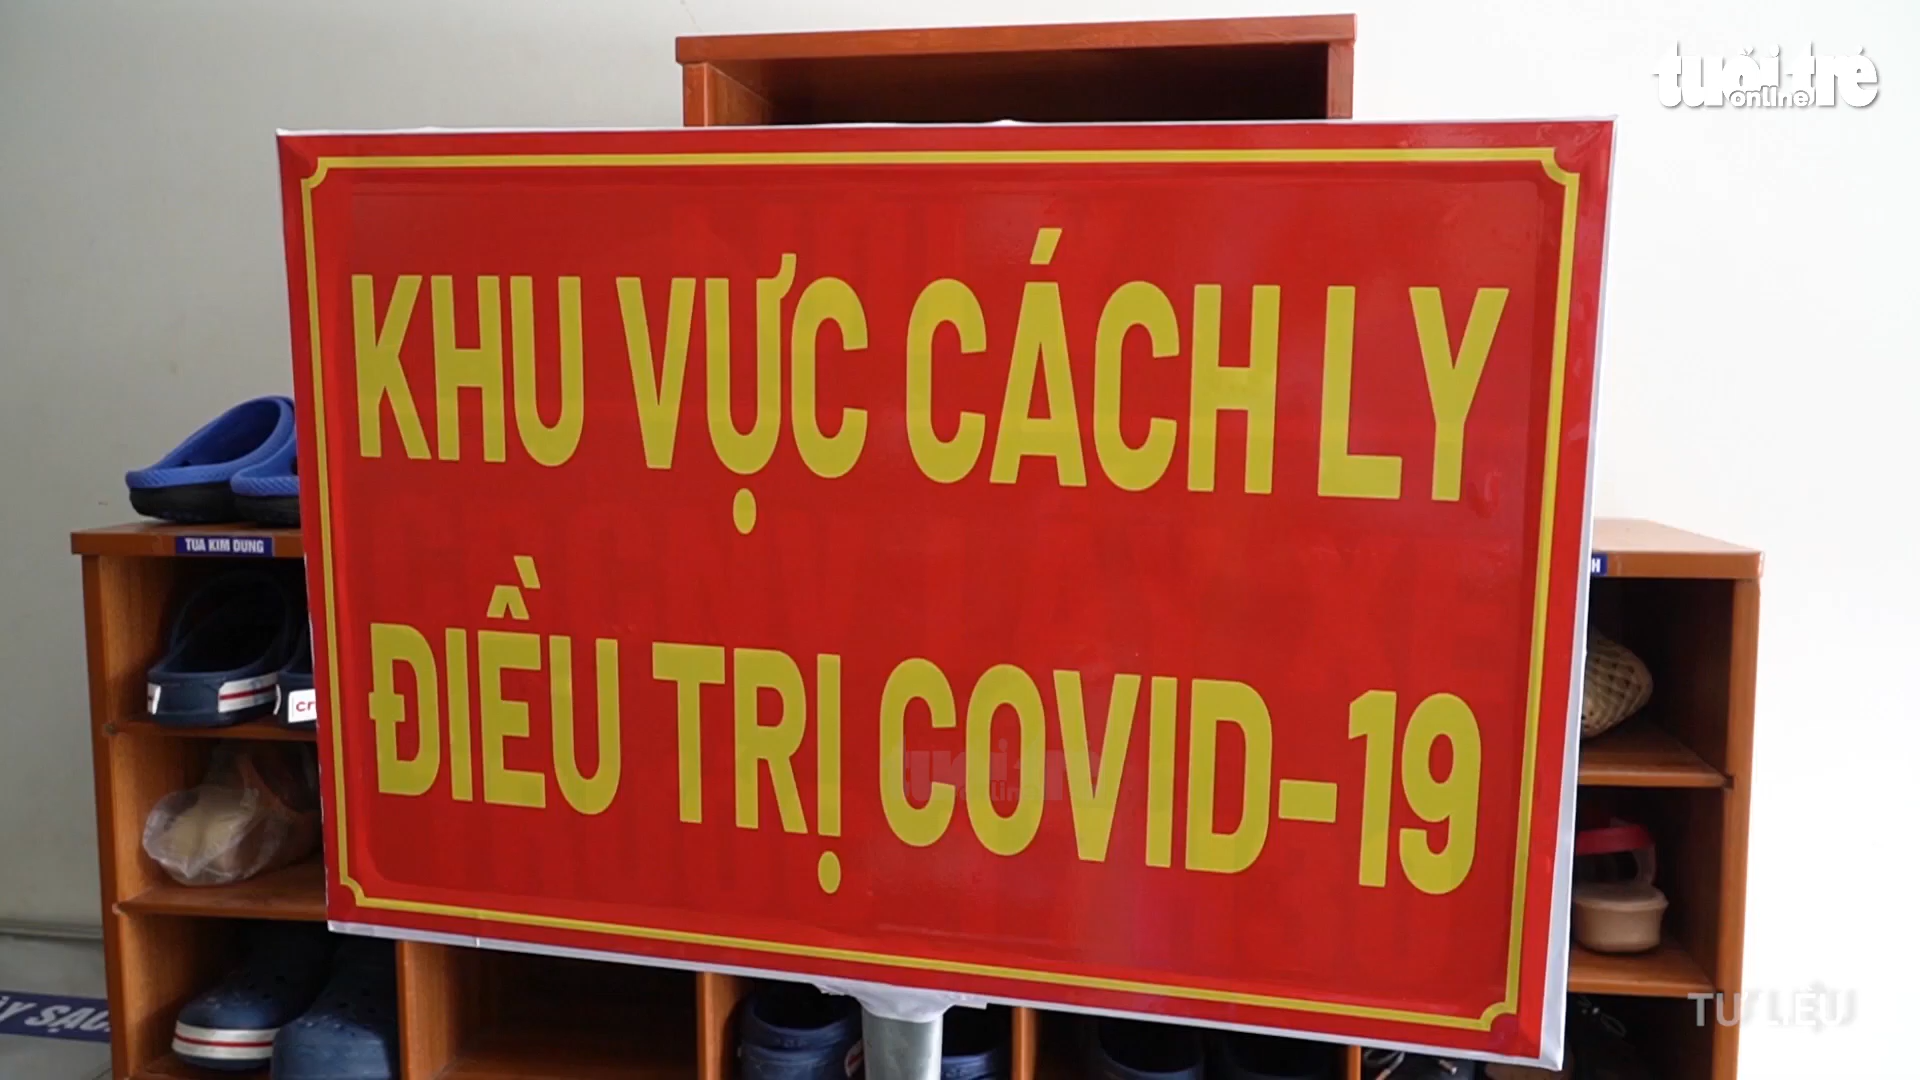 tuổi trẻ
online
KHU VỰC CÁCH LY
TUA KIM DUNG
ĐIỀU TRỊ COVID-19
TƯ LIỆU